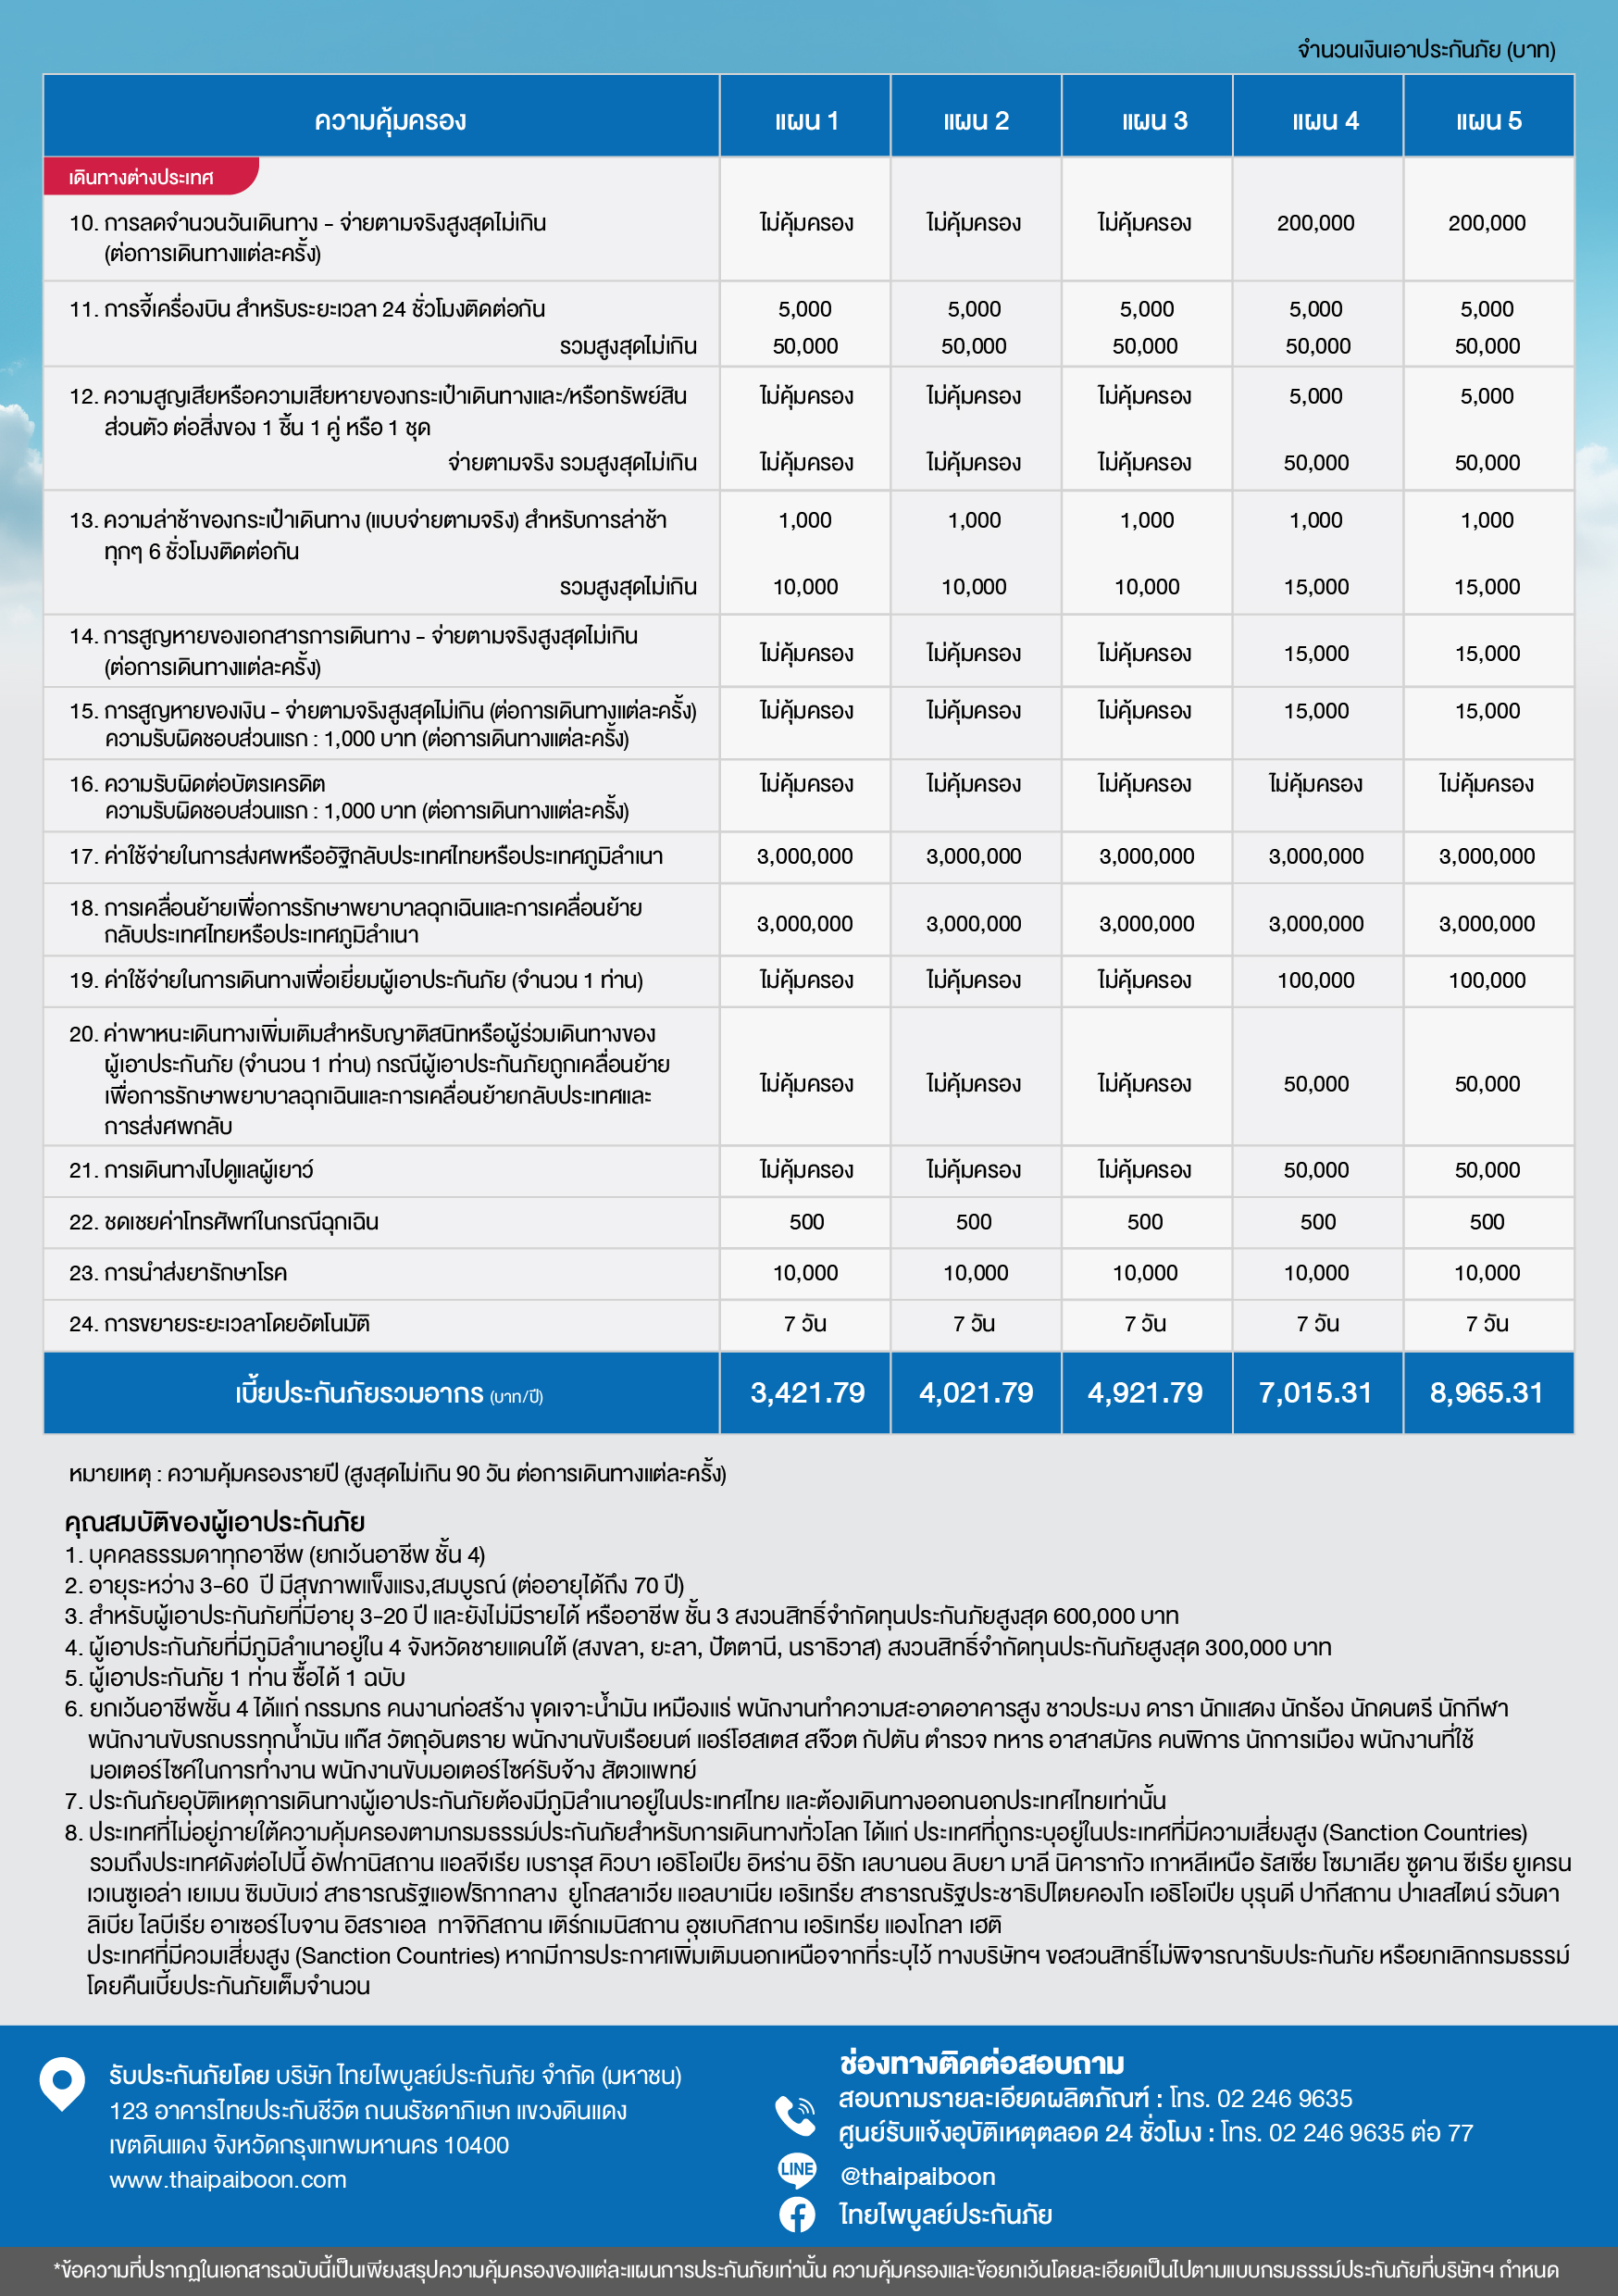 จำนวนเงินเอาประกันภัย (บาท)
ความคุ้มครอง แผน 1 แผน 2 แผน 3 แผน 4 แผน 5
เดินทางต่างประเทศ
10. การลดจำนวนวันเดินทาง - จ่ายตามจริงสูงสุดไม่เกิน ไม่คุ้มครอง ไม่คุ้มครอง ไม่คุ้มครอง 200,000 200,000
(ต่อการเดินทางแต่ละครั้ง)
11. การจี้เครื่องบิน สำหรับระยะเวลา 24 ชั่วโมงติดต่อกัน 5,000 5,000 5,000 5,000 5,000
รวมสูงสุดไม่เกิน 50,000 50,000 50,000 50,000 50,000
12. ความสูญเสียหรือความเสียหายของกระเป๋าเดินทางและ/หรือทรัพย์สิน ไม่คุ้มครอง ไม่คุ้มครอง ไม่คุ้มครอง 5,000 5,000
ส่วนตัว ต่อสิ่งของ 1 ชิ้น 1 คู่ หรือ 1 ชุด
จ่ายตามจริง รวมสูงสุดไม่เกิน ไม่คุ้มครอง ไม่คุ้มครอง ไม่คุ้มครอง 50,000 50,000
13. ความล่าช้าของกระเป๋าเดินทาง (แบบจ่ายตามจริง) สำหรับการล่าช้า 1,000 1,000 1,000 1,000 1,000
ทุกๆ 6 ชั่วโมงติดต่อกัน
รวมสูงสุดไม่เกิน 10,000 10,000 10,000 15,000 15,000
14. การสูญหายของเอกสารการเดินทาง - จ่ายตามจริงสูงสุดไม่เกิน
(ต่อการเดินทางแต่ละครั้ง) ไม่คุ้มครอง ไม่คุ้มครอง ไม่คุ้มครอง 15,000 15,000
15. การสูญหายของเงิน - จ่ายตามจริงสูงสุดไม่เกิน (ต่อการเดินทางแต่ละครั้ง) ไม่คุ้มครอง ไม่คุ้มครอง ไม่คุ้มครอง 15,000 15,000
ความรับผิดชอบส่วนแรก : 1,000 บาท (ต่อการเดินทางแต่ละครั้ง)
16. ความรับผิดต่อบัตรเครดิต ไม่คุ้มครอง ไม่คุ้มครอง ไม่คุ้มครอง ไม่คุ้มครอง ไม่คุ้มครอง
ความรับผิดชอบส่วนแรก : 1,000 บาท (ต่อการเดินทางแต่ละครั้ง)
17. ค่าใช้จ่ายในการส่งศพหรืออัฐิกลับประเทศไทยหรือประเทศภูมิลำเนา 3,000,000 3,000,000 3,000,000 3,000,000 3,000,000
18. การเคลื่อนย้ายเพื่อการรักษาพยาบาลฉุกเฉินและการเคลื่อนย้าย
กลับประเทศไทยหรือประเทศภูมิลำเนา 3,000,000 3,000,000 3,000,000 3,000,000 3,000,000
19. ค่าใช้จ่ายในการเดินทางเพื่อเยี่ยมผู้เอาประกันภัย (จำนวน 1 ท่าน) ไม่คุ้มครอง ไม่คุ้มครอง ไม่คุ้มครอง 100,000 100,000
20. ค่าพาหนะเดินทางเพิ่มเติมสำหรับญาติสนิทหรือผู้ร่วมเดินทางของ
ผู้เอาประกันภัย (จำนวน 1 ท่าน) กรณีผู้เอาประกันภัยถูกเคลื่อนย้าย
เพื่อการรักษาพยาบาลฉุกเฉินและการเคลื่อนย้ายกลับประเทศและ ไม่คุ้มครอง ไม่คุ้มครอง ไม่คุ้มครอง 50,000 50,000
การส่งศพกลับ
21. การเดินทางไปดูแลผู้เยาว์ ไม่คุ้มครอง ไม่คุ้มครอง ไม่คุ้มครอง 50,000 50,000
22. ชดเชยค่าโทรศัพท์ในกรณีฉุกเฉิน 500 500 500 500 500
23. การนำส่งยารักษาโรค 10,000 10,000 10,000 10,000 10,000
24. การขยายระยะเวลาโดยอัตโนมัติ 7 วัน 7 วัน 7 วัน 7 วัน 7 วัน
เบี้ยประกันภัยรวมอากร (บาท/ปี) 3,421.79 4,021.79 4,921.79 7,015.31 8,965.31
หมายเหตุ : ความคุ้มครองรายปี (สูงสุดไม่เกิน 90 วัน ต่อการเดินทางแต่ละครั้ง)
คุณสมบัติของผู้เอาประกันภัย
1. บุคคลธรรมดาทุกอาชีพ (ยกเว้นอาชีพ ชั้น 4)
2. อายุระหว่าง 3-60 ปี มีสุขภาพแข็งแรง,สมบูรณ์ (ต่ออายุได้ถึง 70 ปี)
3. สำหรับผู้เอาประกันภัยที่มีอายุ 3-20 ปี และยังไม่มีรายได้ หรืออาชีพ ชั้น 3 สงวนสิทธิ์จำกัดทุนประกันภัยสูงสุด 600,000 บาท
4. ผู้เอาประกันภัยที่มีภูมิลำเนาอยู่ใน 4 จังหวัดชายแดนใต้ (สงขลา, ยะลา, ปัตตานี, นราธิวาส) สงวนสิทธิ์จำกัดทุนประกันภัยสูงสุด 300,000 บาท
5. ผู้เอาประกันภัย 1 ท่าน ซื้อได้ 1 ฉบับ
6. ยกเว้นอาชีพชั้น 4 ได้แก่ กรรมกร คนงานก่อสร้าง ขุดเจาะน้ำมัน เหมืองแร่ พนักงานทำความสะอาดอาคารสูง ชาวประมง ดารา นักแสดง นักร้อง นักดนตรี นักกีฬา
พนักงานขับรถบรรทุกน้ำมัน แก๊ส วัตถุอันตราย พนักงานขับเรือยนต์ แอร์โฮสเตส สจ๊วต กัปตัน ตำรวจ ทหาร อาสาสมัคร คนพิการ นักการเมือง พนักงานที่ใช้
มอเตอร์ไซค์ในการทำงาน พนักงานขับมอเตอร์ไซค์รับจ้าง สัตวแพทย์
7. ประกันภัยอุบัติเหตุการเดินทางผู้เอาประกันภัยต้องมีภูมิลำเนาอยู่ในประเทศไทย และต้องเดินทางออกนอกประเทศไทยเท่านั้น
8. ประเทศที่ไม่อยู่ภายใต้ความคุ้มครองตามกรมธรรม์ประกันภัยสำหรับการเดินทางทั่วโลก ได้แก่ ประเทศที่ถูกระบุอยู่ในประเทศที่มีความเสี่ยงสูง (Sanction Countries)
รวมถึงประเทศดังต่อไปนี้ อัฟกานิสถาน แอลจีเรีย เบรารุส คิวบา เอธิโอเปีย อิหร่าน อิรัก เลบานอน ลิบยา มาลี นิคารากัว เกาหลีเหนือ รัสเซีย โซมาเลีย ซูดาน ซีเรีย ยูเครน
เวเนซูเอล่า เยเมน ซิมบับเว่ สาธารณรัฐแอฟริกากลาง ยูโกสลาเวีย แอลบาเนีย เอริเทรีย สาธารณรัฐประชาธิปไตยคองโก เอธิโอเปีย บุรุนดี ปากีสถาน ปาเลสไตน์ รวันดา
ลิเบีย ไลบีเรีย อาเซอร์ไบจาน อิสราเอล ทาจิกิสถาน เติร์กเมนิสถาน อุซเบกิสถาน เอริเทรีย แองโกลา เฮติ
ประเทศที่มีควมเสี่ยงสูง (Sanction Countries) หากมีการประกาศเพิ่มเติมนอกเหนือจากที่ระบุไว้ ทางบริษัทฯ ขอสวนสิทธิ์ไม่พิจารณารับประกันภัย หรือยกเลิกกรมธรรม์
โดยคืนเบี้ยประกันภัยเต็มจำนวน
รับประกันภัยโดย บริษัท ไทยไพบูลย์ประกันภัย จำกัด (มหาชน)
123 อาคารไทยประกันชีวิต ถนนรัชดาภิเษก แขวงดินแดง
เขตดินแดง จังหวัดกรุงเทพมหานคร 10400
www.thaipaiboon.com
ช่องทางติดต่อสอบถาม
สอบถามรายละเอียดผลิตภัณฑ์ : โทร. 02 246 9635
ศูนย์รับแจ้งอุบัติเหตุตลอด 24 ชั่วโมง : โทร. 02 246 9635 ต่อ 77
LINE @thaipaiboon
ไทยไพบูลย์ประกันภัย
*ข้อความที่ปรากฏในเอกสารฉบับนี้เป็นเพียงสรุปความคุ้มครองของแต่ละแผนการประกันภัยเท่านั้น ความคุ้มครองและข้อยกเว้นโดยละเอียดเป็นไปตามแบบกรมธรรม์ประกันภัยที่บริษัทฯ กำหนด